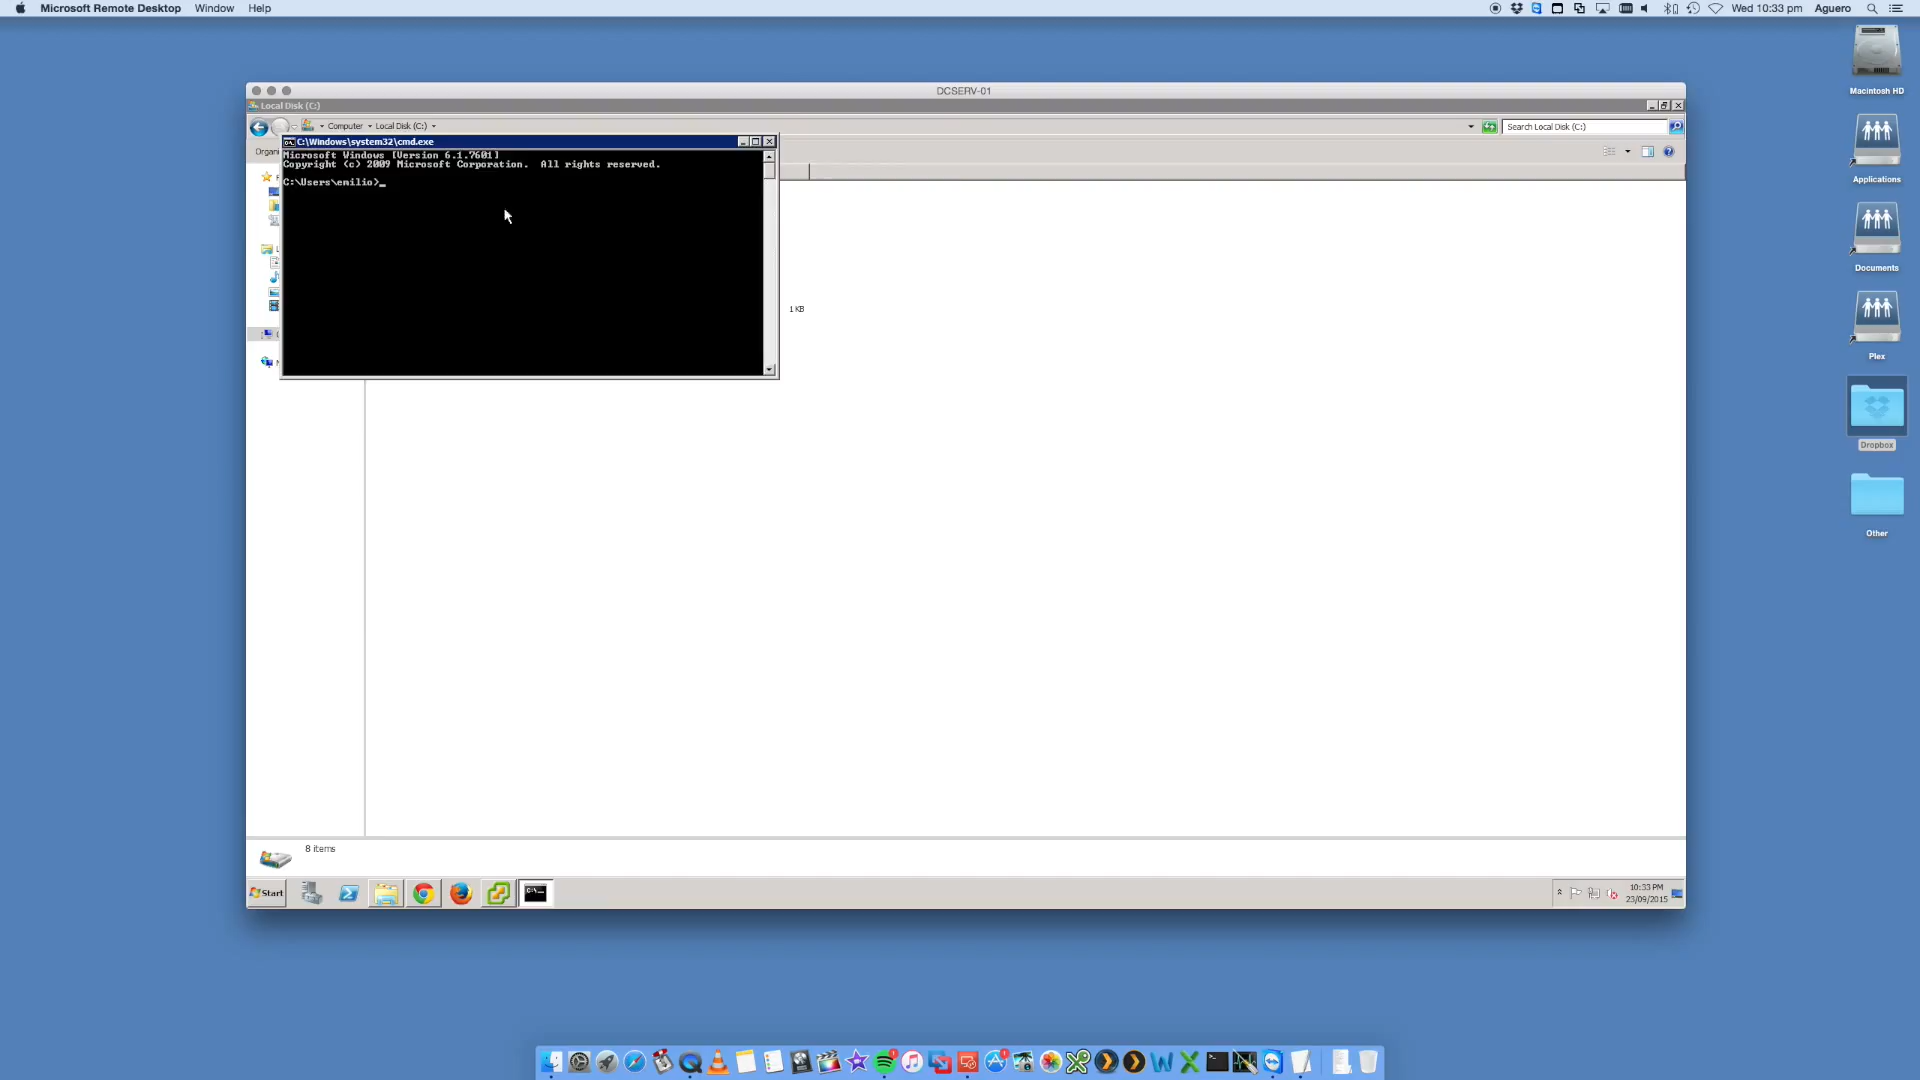 Microsoft Remote Desktop Window Help
Wed 10:33 pm Aguero
Macintosh HD
Applications
Documents
Plex
Dropbox
Other
DCSERV-01
Local Disk (C:)
Computer Local Disk (C:)
Search Local Disk (C:)
Organi
C:\Windows\system32\cmd.exe
Microsoft Windows [Version 6.1.7601]
Copyright (c) 2009 Microsoft Corporation.  All rights reserved.
C:\Users\emilio>_
1 KB
8 items
Start
10:33 PM
23/09/2015